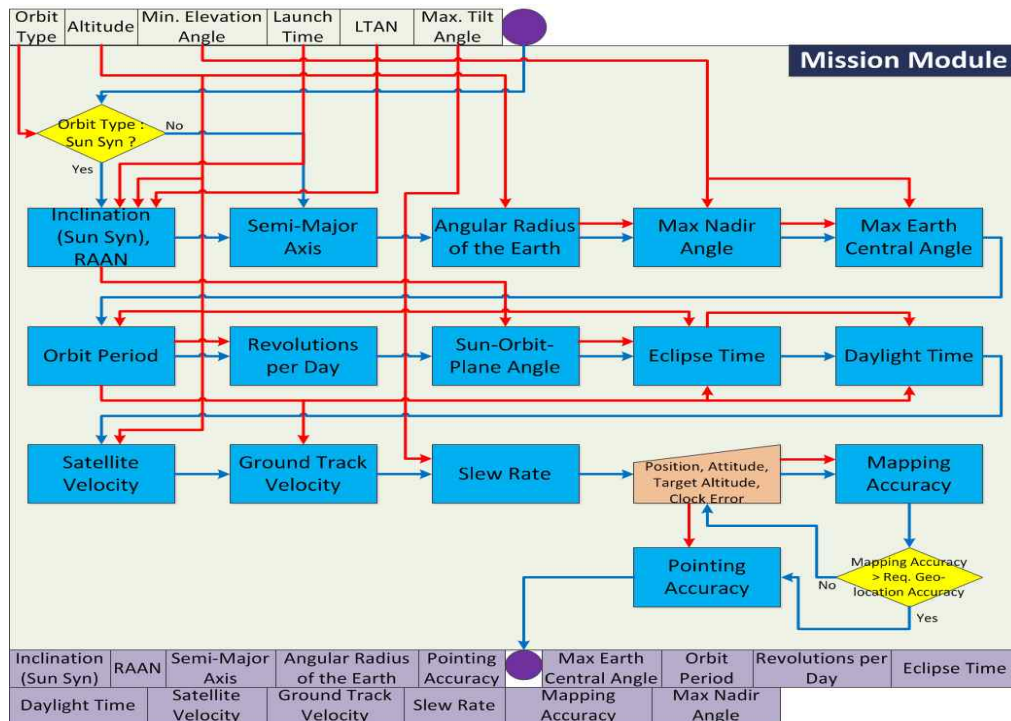 Orbit
Type
Altitude
Min. Elevation
Angle
Launch
Time
LTAN
Max. Tilt
Angle
Mission Module
Orbit Type :
Sun Syn ?
No
Yes
Inclination
(Sun Syn),
RAAN
Semi-Major
Axis
Angular Radius
of the Earth
Max Nadir
Angle
Max Earth
Central Angle
Orbit Period
Revolutions
per Day
Sun-Orbit-
Plane Angle
Eclipse Time
Daylight Time
Satellite
Velocity
Ground Track
Velocity
Slew Rate
Position, Attitude,
Target Altitude,
Clock Error
Mapping
Accuracy
Pointing
Accuracy
Mapping Accuracy
> Req. Geo-
location Accuracy
No
Yes
Inclination
(Sun Syn)
RAAN
Semi-Major
Axis
Angular Radius
of the Earth
Pointing
Accuracy
Max Earth
Central Angle
Orbit
Period
Revolutions per
Day
Eclipse Time
Daylight Time
Satellite
Velocity
Ground Track
Velocity
Slew Rate
Mapping
Accuracy
Max Nadir
Angle